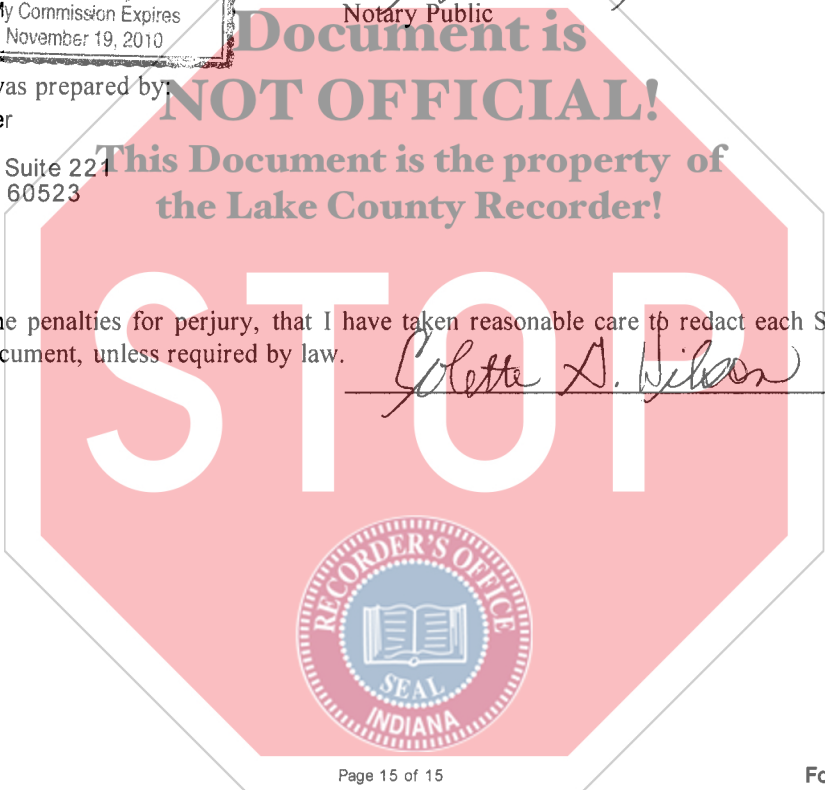 My Commission Expires
November 19, 2010
Notary Public
Document is
NOT OFFICIAL!
was prepared by:
This Document is the property of
the Lake County Recorder!
Suite 221
60523
penalties for perjury, that I have taken reasonable care to redact each
unless required by law.
Colette D. Wilson
STOP
RECORDER'S OFFICE
SEAL
INDIANA
Page 15 of 15